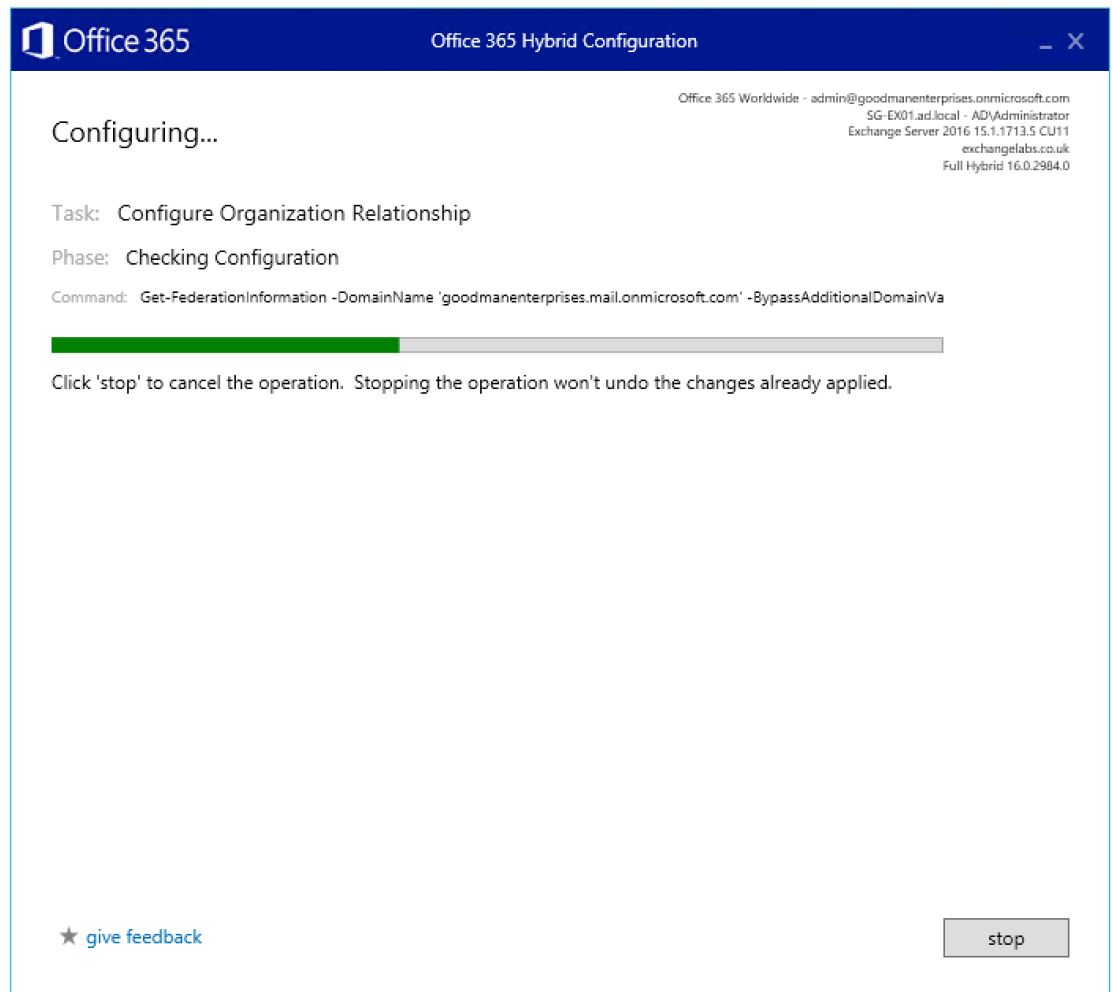 Office 365
Office 365 Hybrid Configuration
Office 365 Worldwide - admin@goodmanenterprises.onmicrosoft.com
SG-EX01.ad.local - AD\Administrator
Exchange Server 2016 15.1.1713.5 CU11
exchangelabs.co.uk
Full Hybrid 16.0.2984.0
Configuring...
Task: Configure Organization Relationship
Phase: Checking Configuration
Command: Get-FederationInformation -DomainName 'goodmanenterprises.mail.onmicrosoft.com' -BypassAdditionalDomainVa
Click 'stop' to cancel the operation. Stopping the operation won't undo the changes already applied.
give feedback
stop